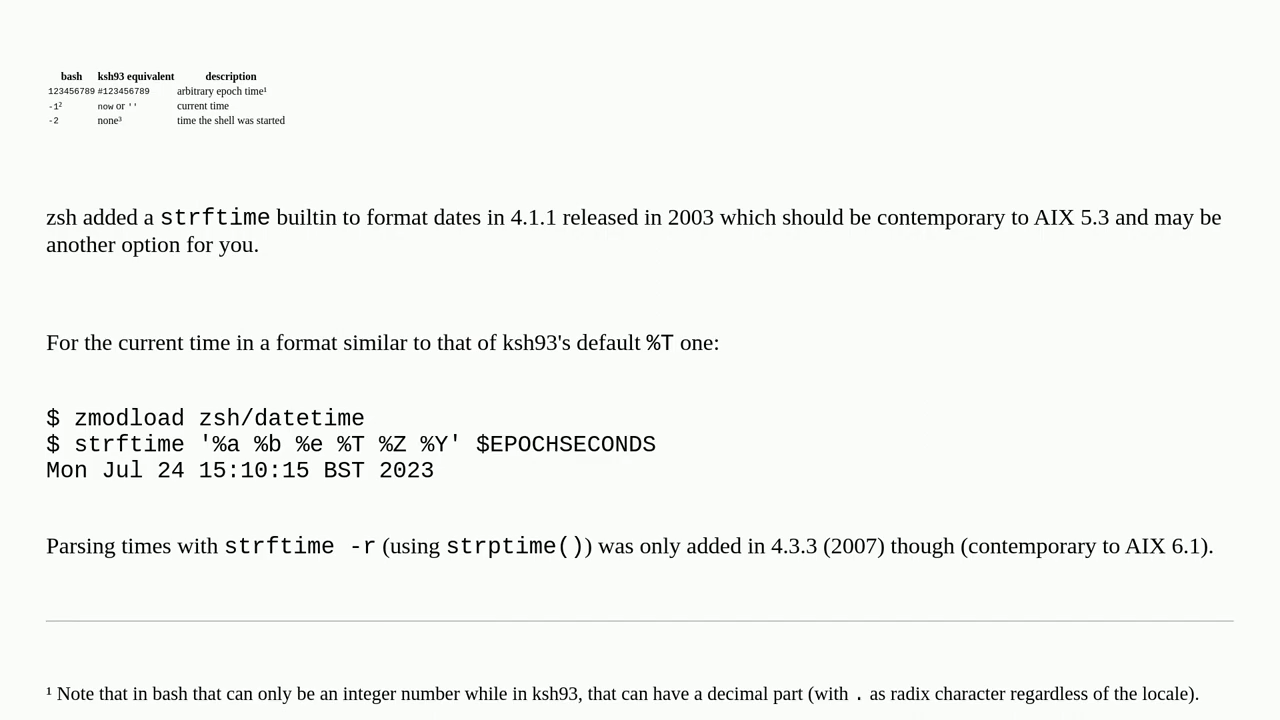 bash ksh93 equivalent description
123456789 #123456789 arbitrary epoch time¹
-1² now or '' current time
-2 none³ time the shell was started
zsh added a strftime builtin to format dates in 4.1.1 released in 2003 which should be contemporary to AIX 5.3 and may be
another option for you.
For the current time in a format similar to that of ksh93's default %T one:
$ zmodload zsh/datetime
$ strftime '%a %b %e %T %Z %Y' $EPOCHSECONDS
Mon Jul 24 15:10:15 BST 2023
Parsing times with strftime -r (using strptime()) was only added in 4.3.3 (2007) though (contemporary to AIX 6.1).
¹ Note that in bash that can only be an integer number while in ksh93, that can have a decimal part (with . as radix character regardless of the locale).